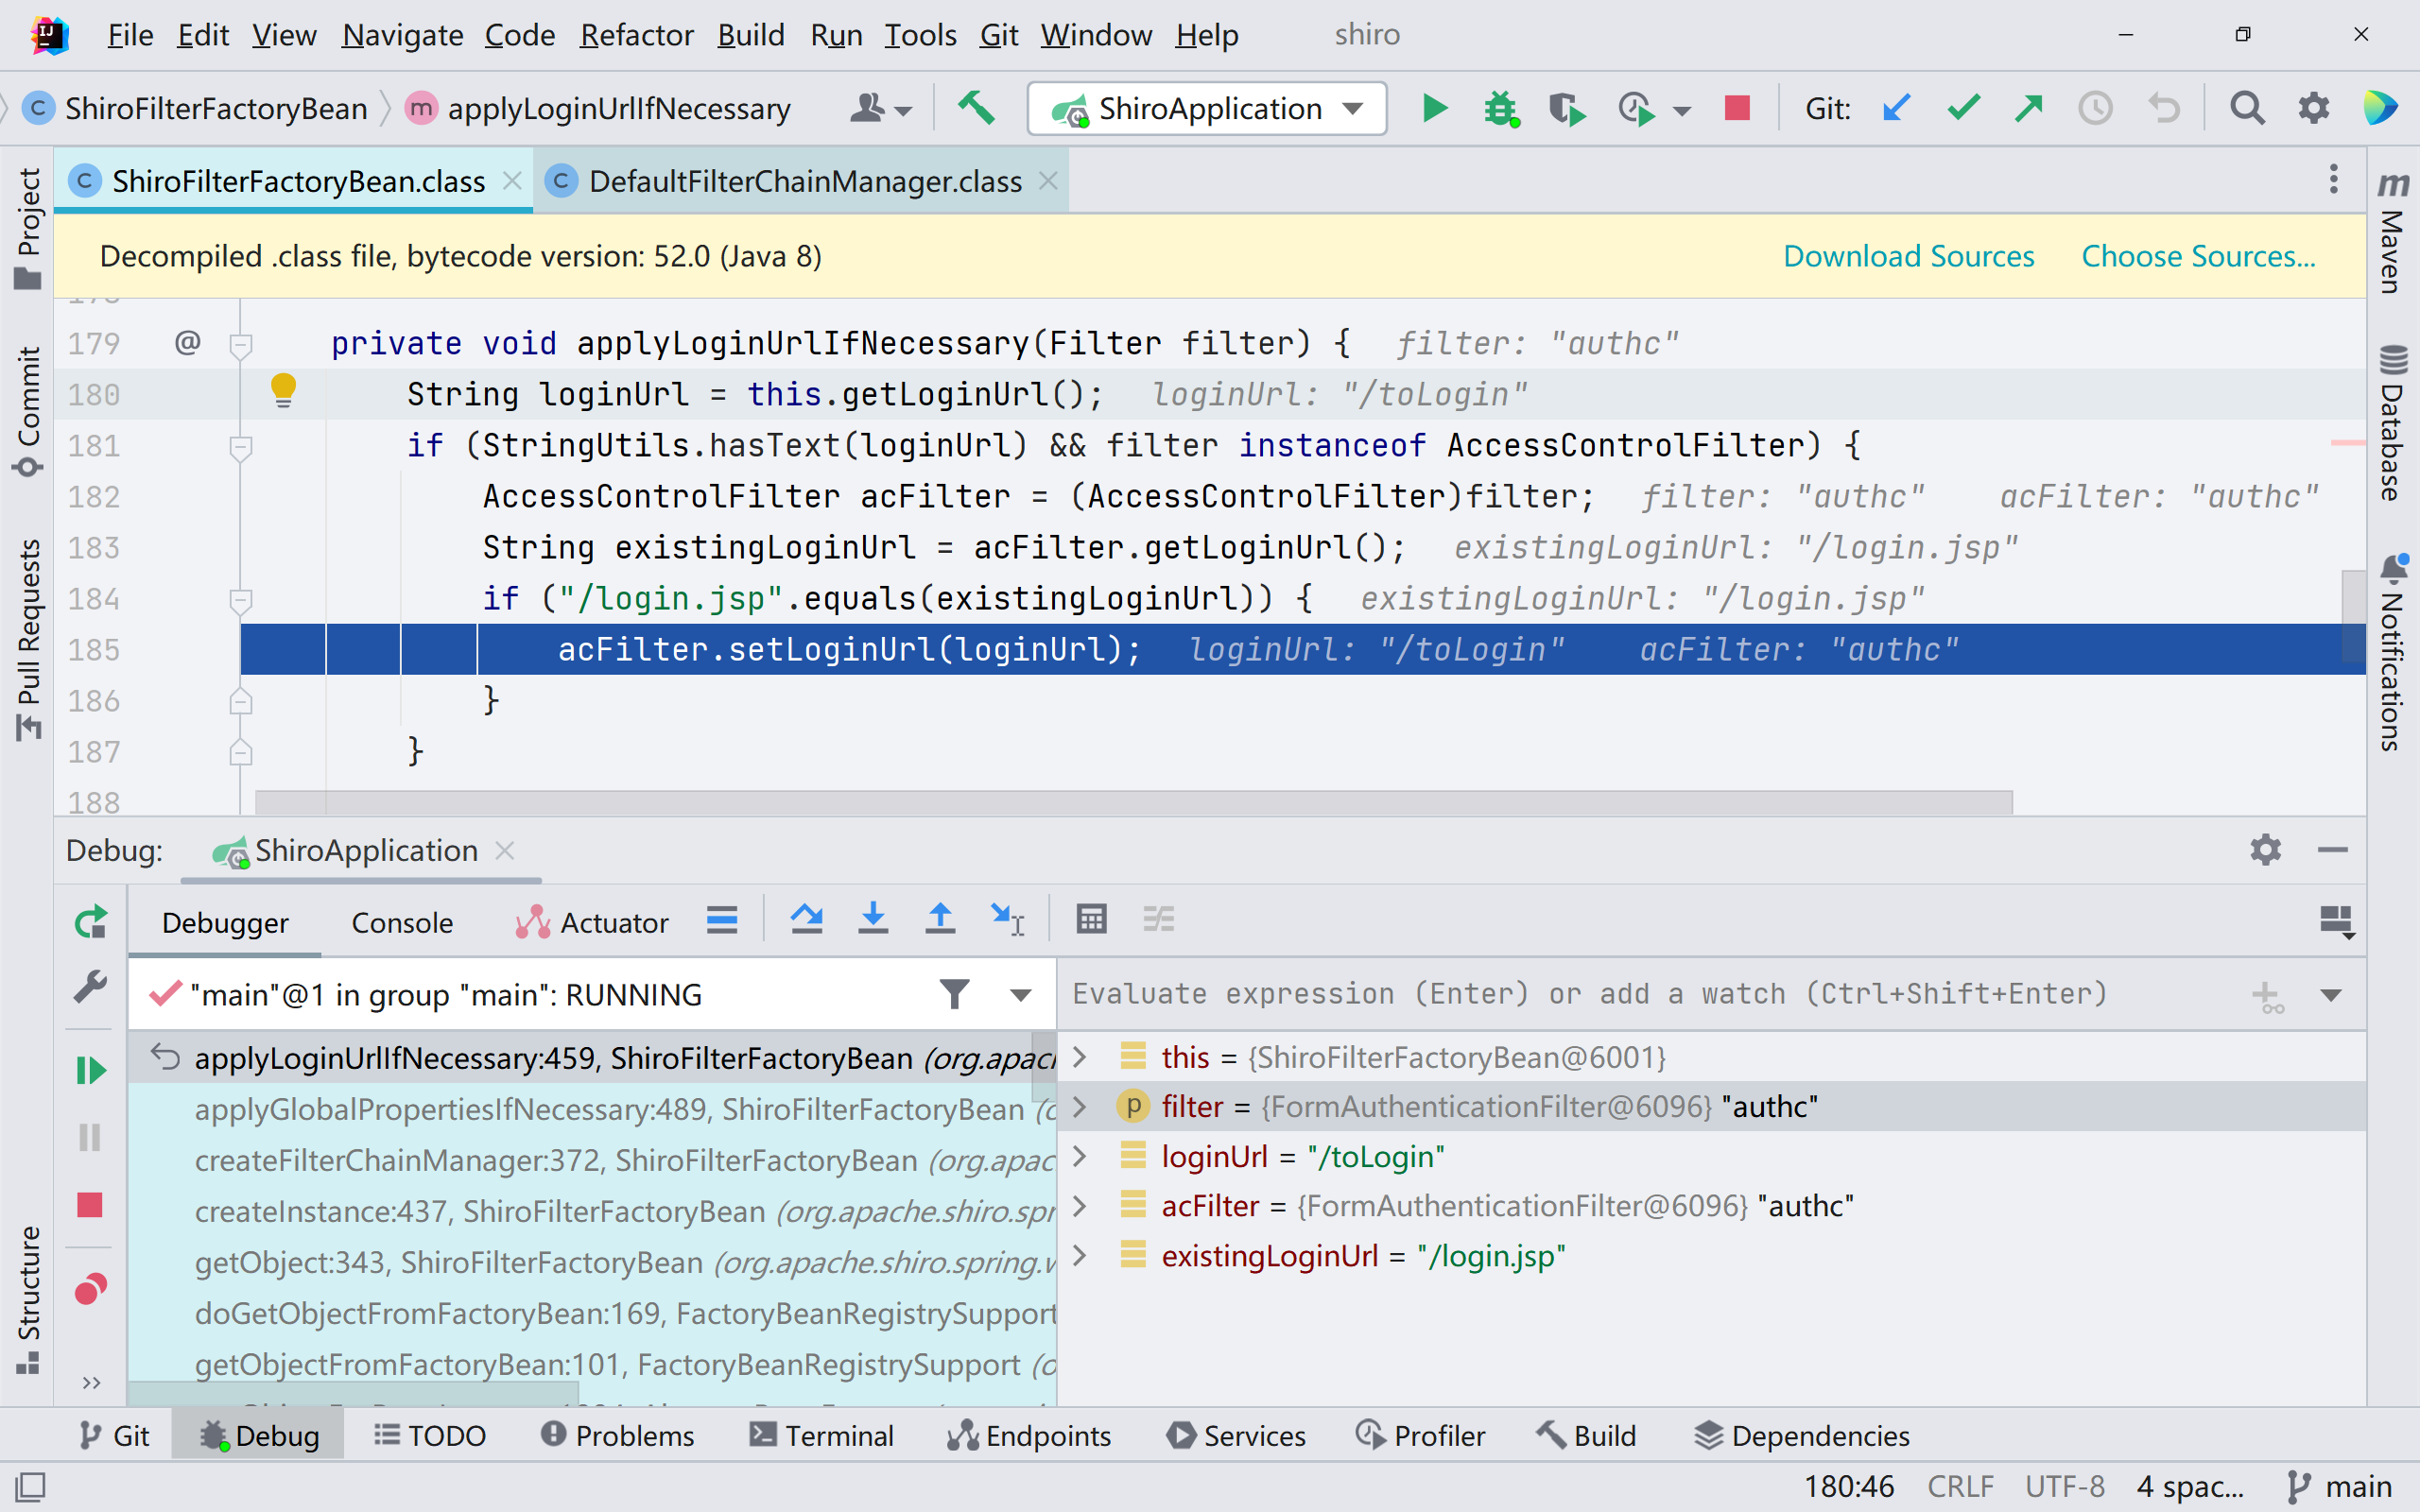 File Edit View Navigate Code Refactor Build Run Tools Git Window Help shiro
ShiroFilterFactoryBean applyLoginUrlIfNecessary ShiroApplication Git:
ShiroFilterFactoryBean.class DefaultFilterChainManager.class
Decompiled .class file, bytecode version: 52.0 (Java 8) Download Sources Choose Sources...
179 @ private void applyLoginUrlIfNecessary(Filter filter) { filter: "authc"
180 String loginUrl = this.getLoginUrl(); loginUrl: "/toLogin"
181 if (StringUtils.hasText(loginUrl) && filter instanceof AccessControlFilter) {
182 AccessControlFilter acFilter = (AccessControlFilter)filter; filter: "authc" acFilter: "authc"
183 String existingLoginUrl = acFilter.getLoginUrl(); existingLoginUrl: "/login.jsp"
184 if ("/login.jsp".equals(existingLoginUrl)) { existingLoginUrl: "/login.jsp"
185 acFilter.setLoginUrl(loginUrl); loginUrl: "/toLogin" acFilter: "authc"
186 }
187 }
188
Project
Commit
Pull Requests
Structure
Maven
Database
Notifications
Debug: ShiroApplication
Debugger Console Actuator
"main"@1 in group "main": RUNNING
applyLoginUrlIfNecessary:459, ShiroFilterFactoryBean (org.apac
applyGlobalPropertiesIfNecessary:489, ShiroFilterFactoryBean (o
createFilterChainManager:372, ShiroFilterFactoryBean (org.apac
createInstance:437, ShiroFilterFactoryBean (org.apache.shiro.spr
getObject:343, ShiroFilterFactoryBean (org.apache.shiro.spring.w
doGetObjectFromFactoryBean:169, FactoryBeanRegistrySupport
getObjectFromFactoryBean:101, FactoryBeanRegistrySupport (o
Evaluate expression (Enter) or add a watch (Ctrl+Shift+Enter)
this = {ShiroFilterFactoryBean@6001}
filter = {FormAuthenticationFilter@6096} "authc"
loginUrl = "/toLogin"
acFilter = {FormAuthenticationFilter@6096} "authc"
existingLoginUrl = "/login.jsp"
Git Debug TODO Problems Terminal Endpoints Services Profiler Build Dependencies
180:46 CRLF UTF-8 4 spac... main